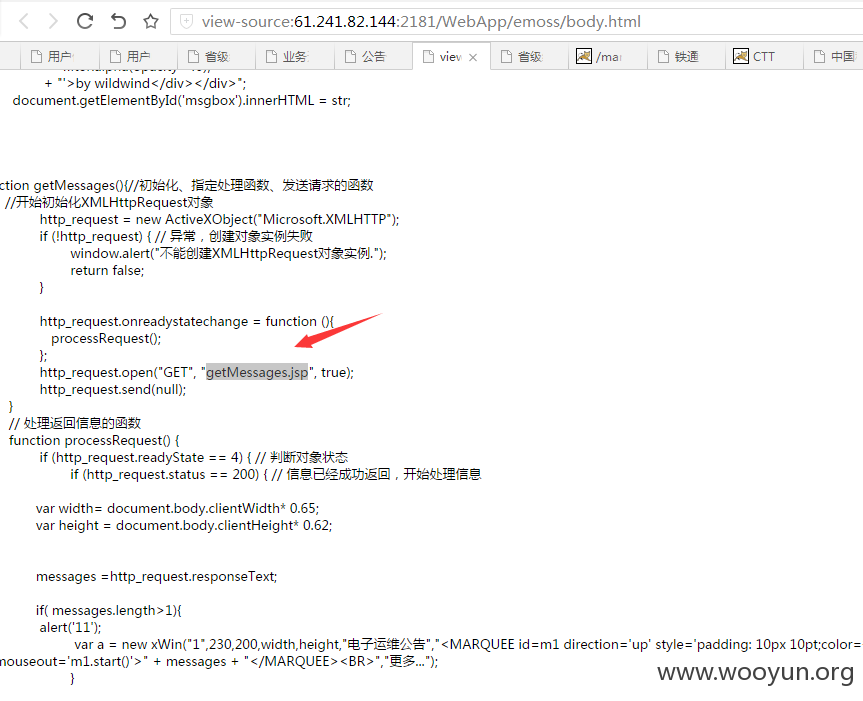 view-source:61.241.82.144:2181/WebApp/emoss/body.html
用户 用户 省级 业务 公告 view 省级 /mai 铁通 CTT 中国
+ "'>by wildwind</div></div>";
document.getElementById('msgbox').innerHTML = str;
ction getMessages(){//初始化、指定处理函数、发送请求的函数
//开始初始化XMLHttpRequest对象
http_request = new ActiveXObject("Microsoft.XMLHTTP");
if (!http_request) { // 异常，创建对象实例失败
window.alert("不能创建XMLHttpRequest对象实例.");
return false;
}
http_request.onreadystatechange = function (){
processRequest();
};
http_request.open("GET", "getMessages.jsp", true);
http_request.send(null);
}
// 处理返回信息的函数
function processRequest() {
if (http_request.readyState == 4) { // 判断对象状态
if (http_request.status == 200) { // 信息已经成功返回，开始处理信息
var width= document.body.clientWidth* 0.65;
var height = document.body.clientHeight* 0.62;
messages =http_request.responseText;
if( messages.length>1){
alert('11');
var a = new xWin("1",230,200,width,height,"电子运维公告","<MARQUEE id=m1 direction='up' style='padding: 10px 10pt;color=
mouseout='m1.start()'>" + messages + "</MARQUEE><BR>","更多...");
}
www.wooyun.org